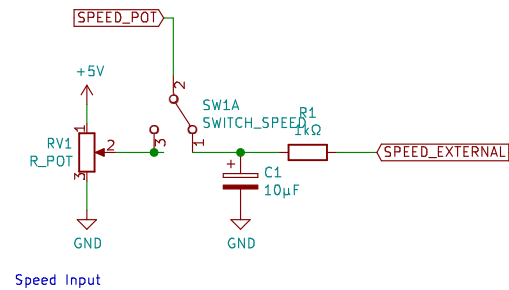 SPEED_POT
+5V
2
SW1A
SWITCH_SPEED
R1
1kΩ
1
RV1
R_POT
2
3
1
SPEED_EXTERNAL
3
+
C1
10µF
GND
GND
Speed Input